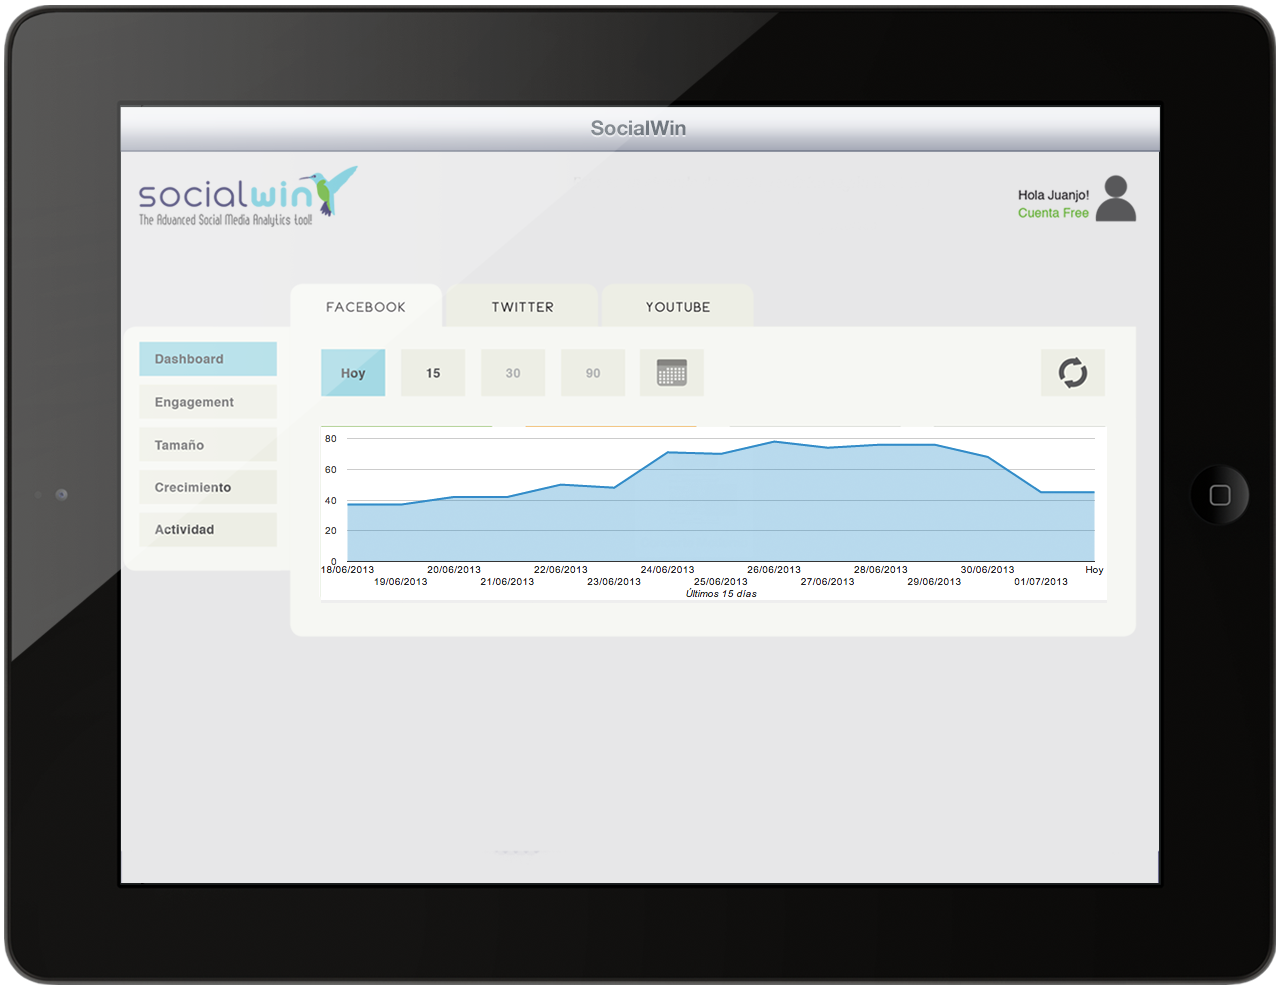 SocialWin
socialwin
The Advanced Social Media Analytics tool!
Hola Juanjo!
Cuenta Free
FACEBOOK
TWITTER
YOUTUBE
Dashboard
Engagement
Tamaño
Crecimiento
Actividad
Hoy
15
30
90
80
60
40
20
0
18/06/2013
19/06/2013
20/06/2013
21/06/2013
22/06/2013
23/06/2013
24/06/2013
25/06/2013
26/06/2013
27/06/2013
28/06/2013
29/06/2013
30/06/2013
01/07/2013
Hoy
Últimos 15 días